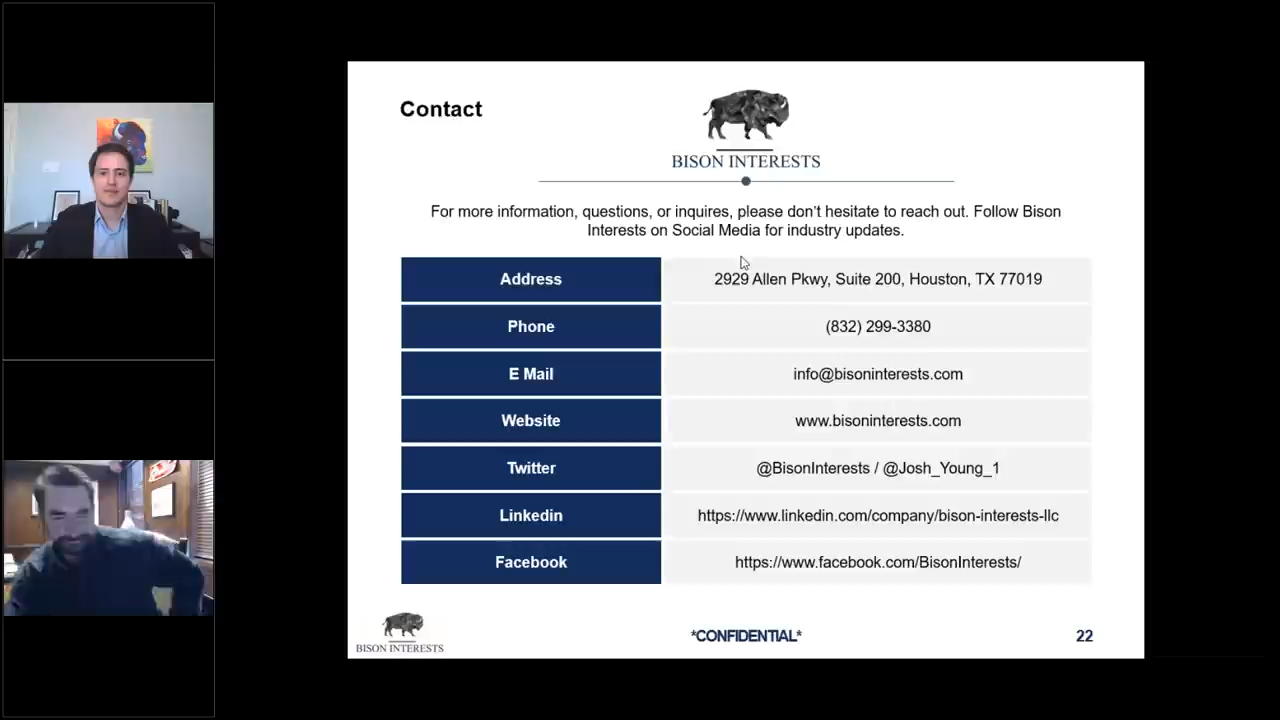 Contact
BISON INTERESTS
For more information, questions, or inquires, please don't hesitate to reach out. Follow Bison
Interests on Social Media for industry updates.
Address
2929 Allen Pkwy, Suite 200, Houston, TX 77019
Phone
(832) 299-3380
E Mail
info@bisoninterests.com
Website
www.bisoninterests.com
Twitter
@BisonInterests / @Josh_Young_1
Linkedin
https://www.linkedin.com/company/bison-interests-llc
Facebook
https://www.facebook.com/BisonInterests/
BISON INTERESTS
*CONFIDENTIAL*
22